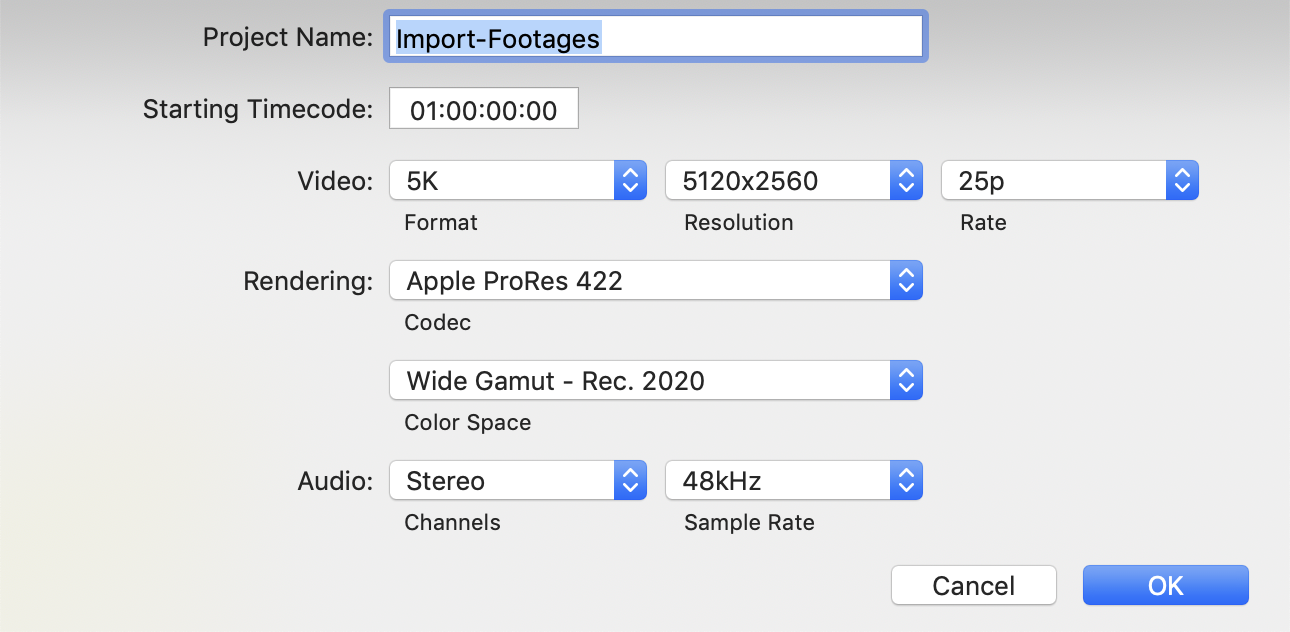 Project Name: Import-Footages
Starting Timecode: 01:00:00:00
Video: 5K 5120x2560 25p
Format Resolution Rate
Rendering: Apple ProRes 422
Codec
Wide Gamut - Rec. 2020
Color Space
Audio: Stereo 48kHz
Channels Sample Rate
Cancel OK